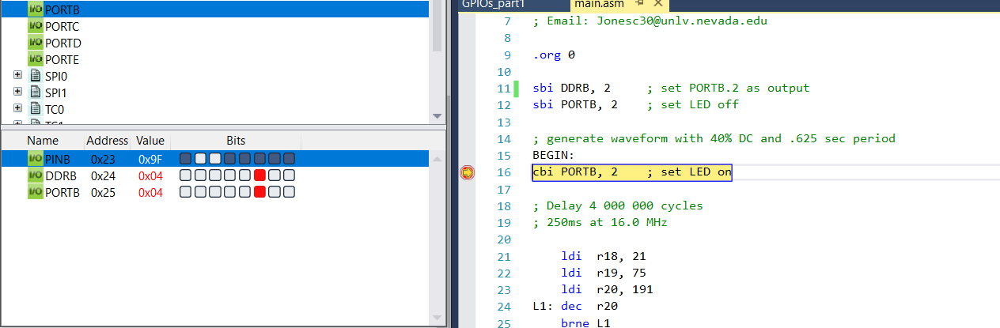 PORTB
PORTC
PORTD
PORTE
SPI0
SPI1
TC0
Name Address Value Bits
I/O PINB 0x23 0x9F
I/O DDRB 0x24 0x04
I/O PORTB 0x25 0x04
GPIOs_part1 main.asm
7 ; Email: Jonesc30@unlv.nevada.edu
8
9 .org 0
10
11 sbi DDRB, 2 ; set PORTB.2 as output
12 sbi PORTB, 2 ; set LED off
13
14 ; generate waveform with 40% DC and .625 sec period
15 BEGIN:
16 cbi PORTB, 2 ; set LED on
17
18 ; Delay 4 000 000 cycles
19 ; 250ms at 16.0 MHz
20
21 ldi r18, 21
22 ldi r19, 75
23 ldi r20, 191
24 L1: dec r20
25 brne L1